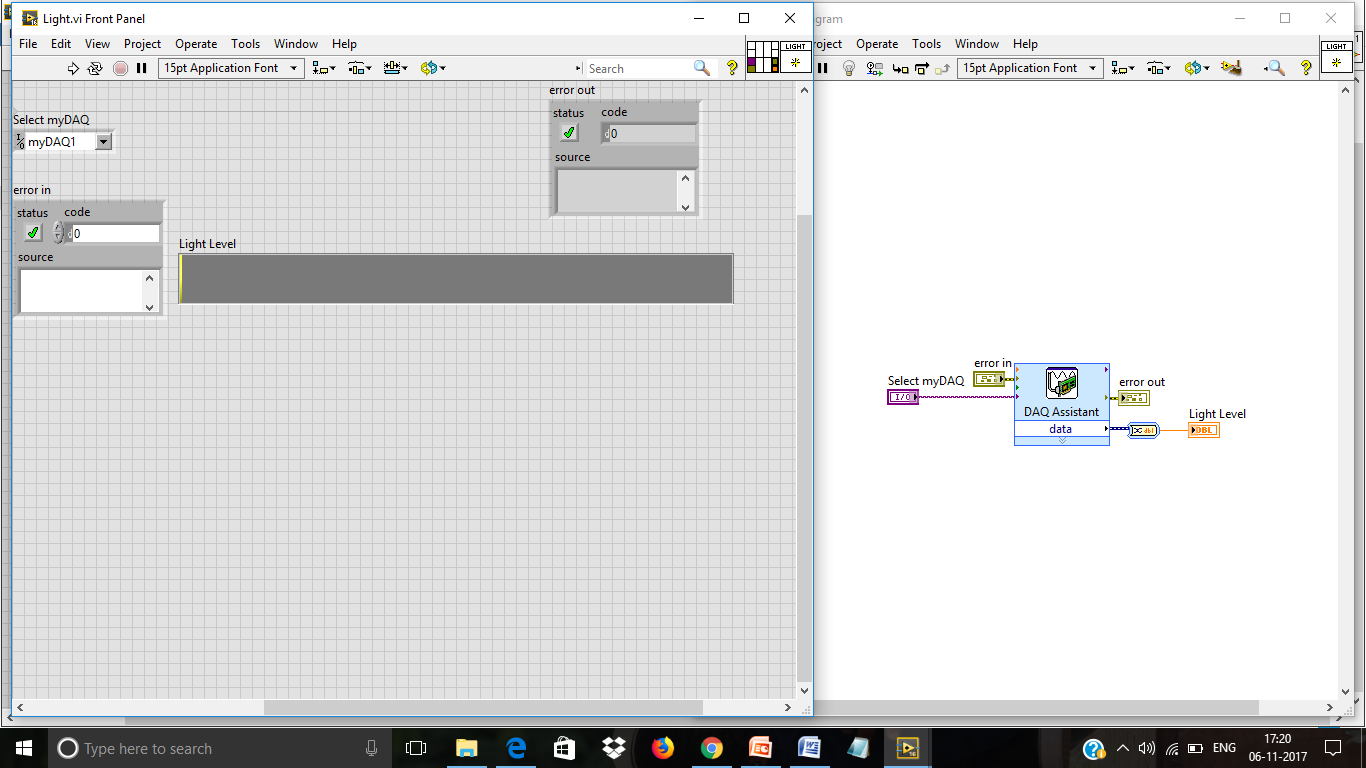 Light.vi Front Panel
File Edit View Project Operate Tools Window Help
15pt Application Font
Search
LIGHT
error out
status code
0
source
Select myDAQ
I/O myDAQ1
error in
status code
0
source
Light Level
gram
oject Operate Tools Window Help
15pt Application Font
LIGHT
error in
Select myDAQ
I/O
error out
DAQ Assistant
data
Light Level
DBL
Type here to search
ENG
17:20
06-11-2017